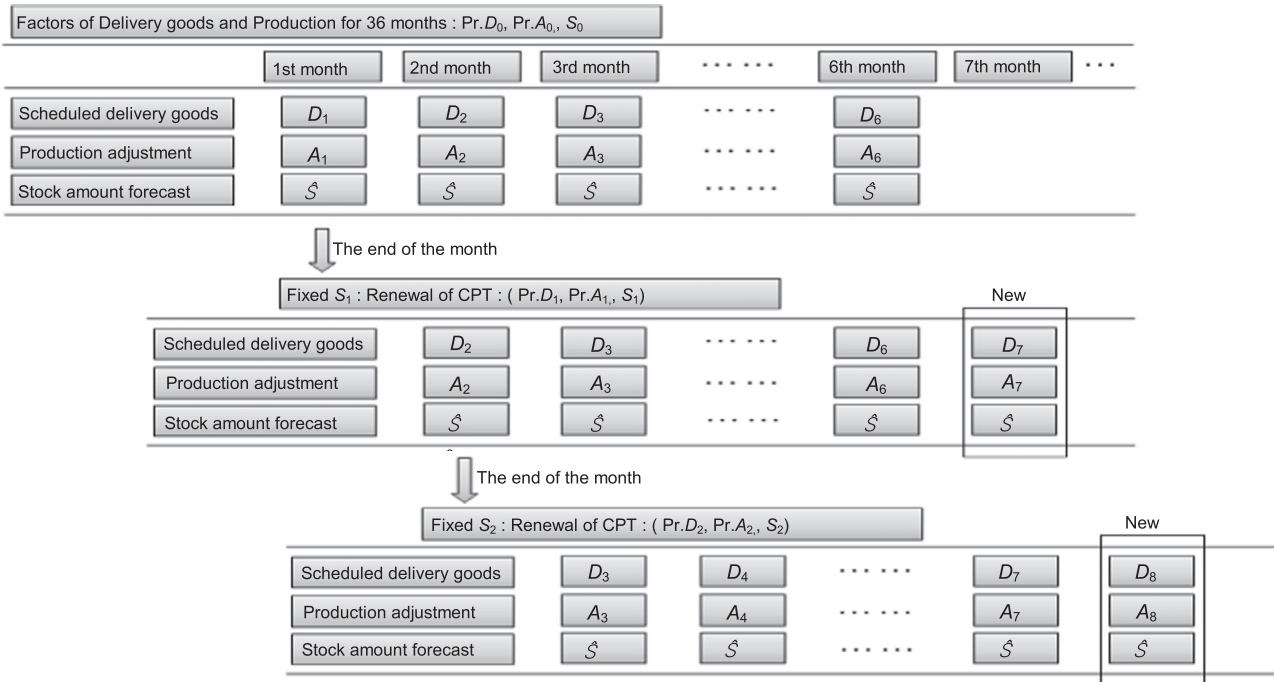 Factors of Delivery goods and Production for 36 months : Pr.D₀, Pr.A₀,, S₀
1st month 2nd month 3rd month ... ... 6th month 7th month ...
Scheduled delivery goods D₁ D₂ D₃ ... ... D₆
Production adjustment A₁ A₂ A₃ ... ... A₆
Stock amount forecast Ŝ Ŝ Ŝ ... ... Ŝ
The end of the month
Fixed S₁ : Renewal of CPT : ( Pr.D₁, Pr.A₁,, S₁)
New
Scheduled delivery goods D₂ D₃ ... ... D₆ D₇
Production adjustment A₂ A₃ ... ... A₆ A₇
Stock amount forecast Ŝ Ŝ ... ... Ŝ Ŝ
The end of the month
Fixed S₂ : Renewal of CPT : ( Pr.D₂, Pr.A₂,, S₂)
New
Scheduled delivery goods D₃ D₄ ... ... D₇ D₈
Production adjustment A₃ A₄ ... ... A₇ A₈
Stock amount forecast Ŝ Ŝ ... ... Ŝ Ŝ